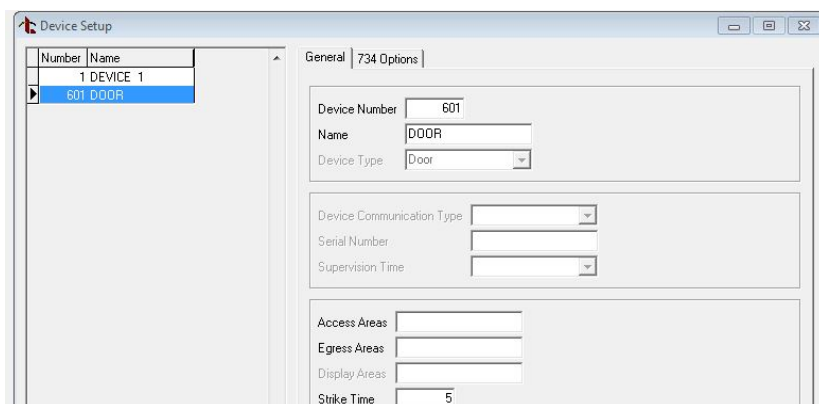 Device Setup
Number Name
1 DEVICE 1
601 DOOR
General 734 Options
Device Number 601
Name DOOR
Device Type Door
Device Communication Type
Serial Number
Supervision Time
Access Areas
Egress Areas
Display Areas
Strike Time 5